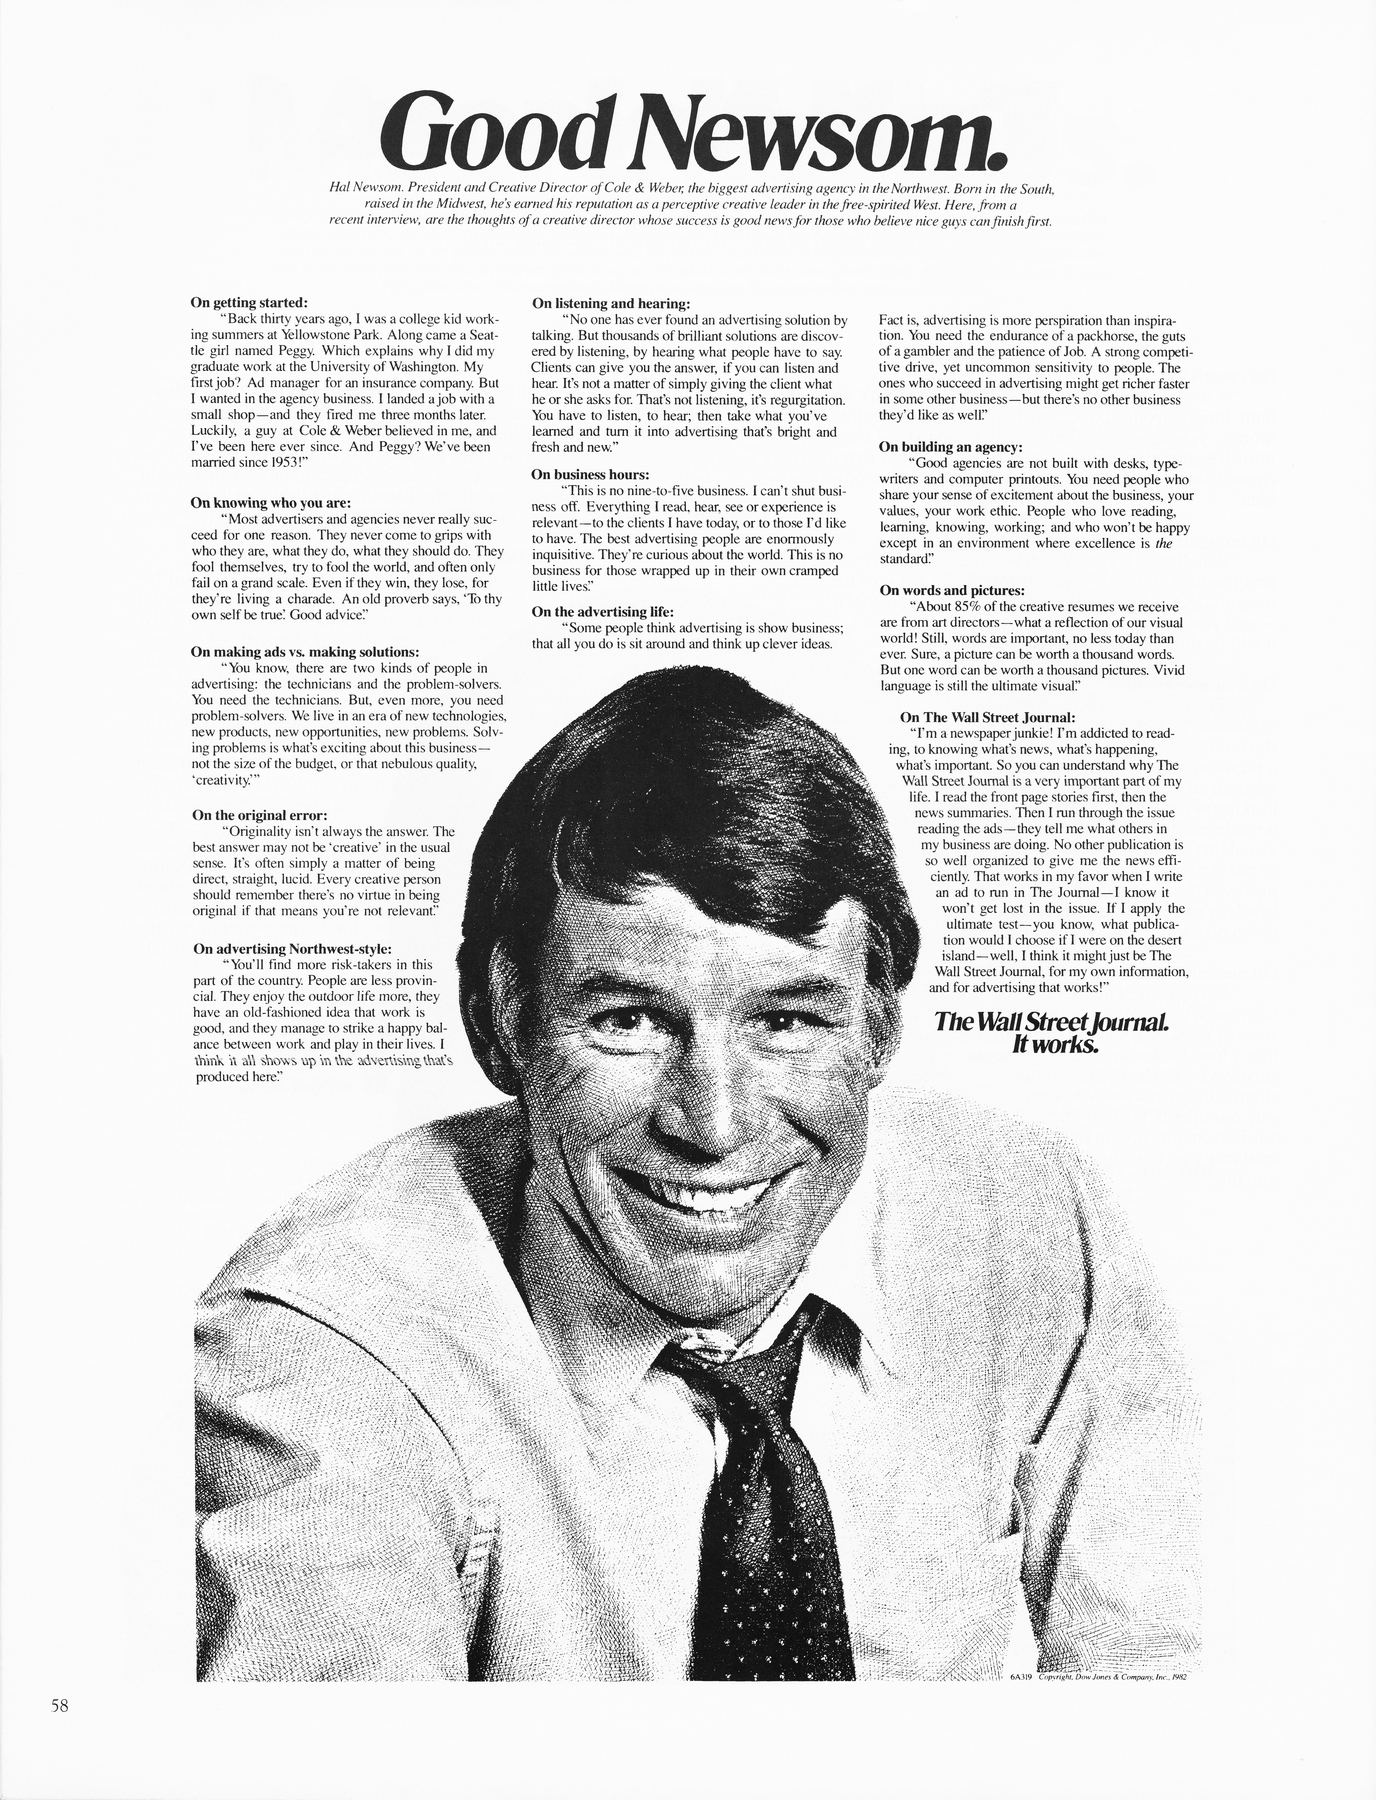 Good Newsom.
Hal Newsom. President and Creative Director of Cole & Weber, the biggest advertising agency in the Northwest. Born in the South,
raised in the Midwest, he's earned his reputation as a perceptive creative leader in the free-spirited West. Here, from a
recent interview, are the thoughts of a creative director whose success is good news for those who believe nice guys can finish first.
On getting started:
"Back thirty years ago, I was a college kid work-
ing summers at Yellowstone Park. Along came a Seat-
tle girl named Peggy. Which explains why I did my
graduate work at the University of Washington. My
first job? Ad manager for an insurance company. But
I wanted in the agency business. I landed a job with a
small shop—and they fired me three months later.
Luckily, a guy at Cole & Weber believed in me, and
I've been here ever since. And Peggy? We've been
married since 1953!"
On knowing who you are:
"Most advertisers and agencies never really suc-
ceed for one reason. They never come to grips with
who they are, what they do, what they should do. They
fool themselves, try to fool the world, and often only
fail on a grand scale. Even if they win, they lose, for
they're living a charade. An old proverb says, 'To thy
own self be true.' Good advice."
On making ads vs. making solutions:
"You know, there are two kinds of people in
advertising: the technicians and the problem-solvers.
You need the technicians. But, even more, you need
problem-solvers. We live in an era of new technologies,
new products, new opportunities, new problems. Solv-
ing problems is what's exciting about this business—
not the size of the budget, or that nebulous quality,
'creativity.'"
On the original error:
"Originality isn't always the answer. The
best answer may not be 'creative' in the usual
sense. It's often simply a matter of being
direct, straight, lucid. Every creative person
should remember there's no virtue in being
original if that means you're not relevant."
On advertising Northwest-style:
"You'll find more risk-takers in this
part of the country. People are less provin-
cial. They enjoy the outdoor life more, they
have an old-fashioned idea that work is
good, and they manage to strike a happy bal-
ance between work and play in their lives. I
think it all shows up in the advertising that's
produced here."
On listening and hearing:
"No one has ever found an advertising solution by
talking. But thousands of brilliant solutions are discov-
ered by listening, by hearing what people have to say.
Clients can give you the answer, if you can listen and
hear. It's not a matter of simply giving the client what
he or she asks for. That's not listening, it's regurgitation.
You have to listen, to hear; then take what you've
learned and turn it into advertising that's bright and
fresh and new."
On business hours:
"This is no nine-to-five business. I can't shut busi-
ness off. Everything I read, hear, see or experience is
relevant—to the clients I have today, or to those I'd like
to have. The best advertising people are enormously
inquisitive. They're curious about the world. This is no
business for those wrapped up in their own cramped
little lives."
On the advertising life:
"Some people think advertising is show business;
that all you do is sit around and think up clever ideas.
Fact is, advertising is more perspiration than inspira-
tion. You need the endurance of a packhorse, the guts
of a gambler and the patience of Job. A strong competi-
tive drive, yet uncommon sensitivity to people. The
ones who succeed in advertising might get richer faster
in some other business—but there's no other business
they'd like as well."
On building an agency:
"Good agencies are not built with desks, type-
writers and computer printouts. You need people who
share your sense of excitement about the business, your
values, your work ethic. People who love reading,
learning, knowing, working; and who won't be happy
except in an environment where excellence is the
standard."
On words and pictures:
"About 85% of the creative resumes we receive
are from art directors—what a reflection of our visual
world! Still, words are important, no less today than
ever. Sure, a picture can be worth a thousand words.
But one word can be worth a thousand pictures. Vivid
language is still the ultimate visual."
On The Wall Street Journal:
"I'm a newspaper junkie! I'm addicted to read-
ing, to knowing what's news, what's happening,
what's important. So you can understand why The
Wall Street Journal is a very important part of my
life. I read the front page stories first, then the
news summaries. Then I run through the issue
reading the ads—they tell me what others in
my business are doing. No other publication is
so well organized to give me the news effi-
ciently. That works in my favor when I write
an ad to run in The Journal—I know it
won't get lost in the issue. If I apply the
ultimate test—you know, what publica-
tion would I choose if I were on the desert
island—well, I think it might just be The
Wall Street Journal, for my own information,
and for advertising that works!"
The Wall Street Journal.
It works.
6A319 Copyright, Dow Jones & Company, Inc., 1982
58